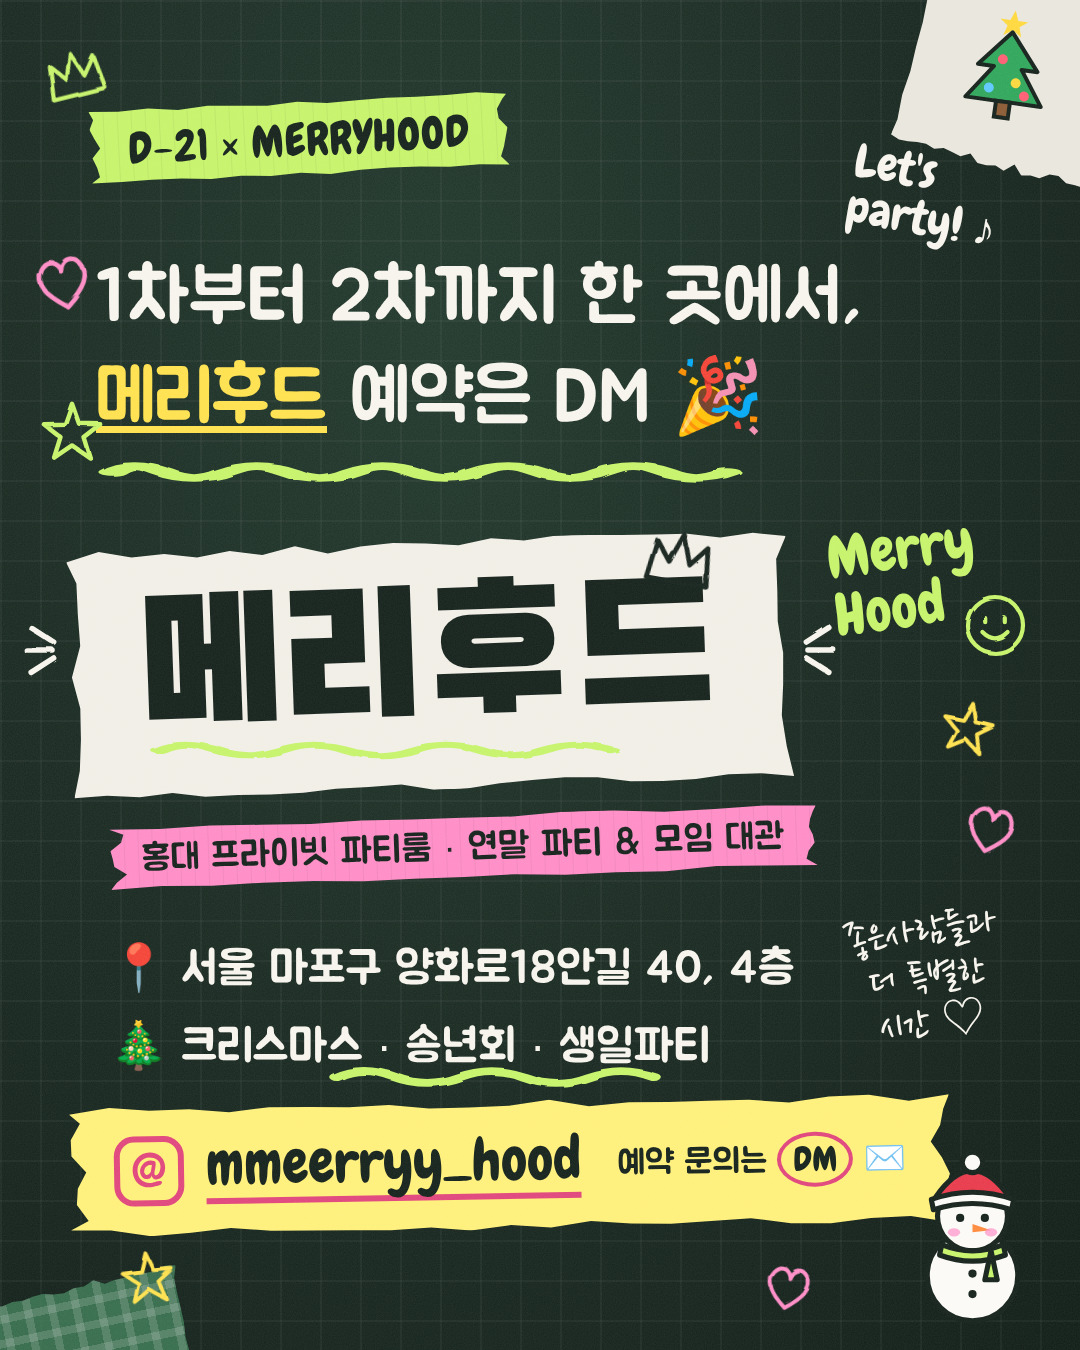 D-21 × MERRYHOOD
Let's
party! ♪
1차부터 2차까지 한 곳에서,
메리후드 예약은 DM 🎉
메리후드
Merry
Hood
홍대 프라이빗 파티룸 · 연말 파티 & 모임 대관
📍 서울 마포구 양화로18안길 40, 4층
🎄 크리스마스 · 송년회 · 생일파티
좋은사람들과
더 특별한
시간 ♡
@ mmeerryy_hood 예약 문의는 DM ✉️